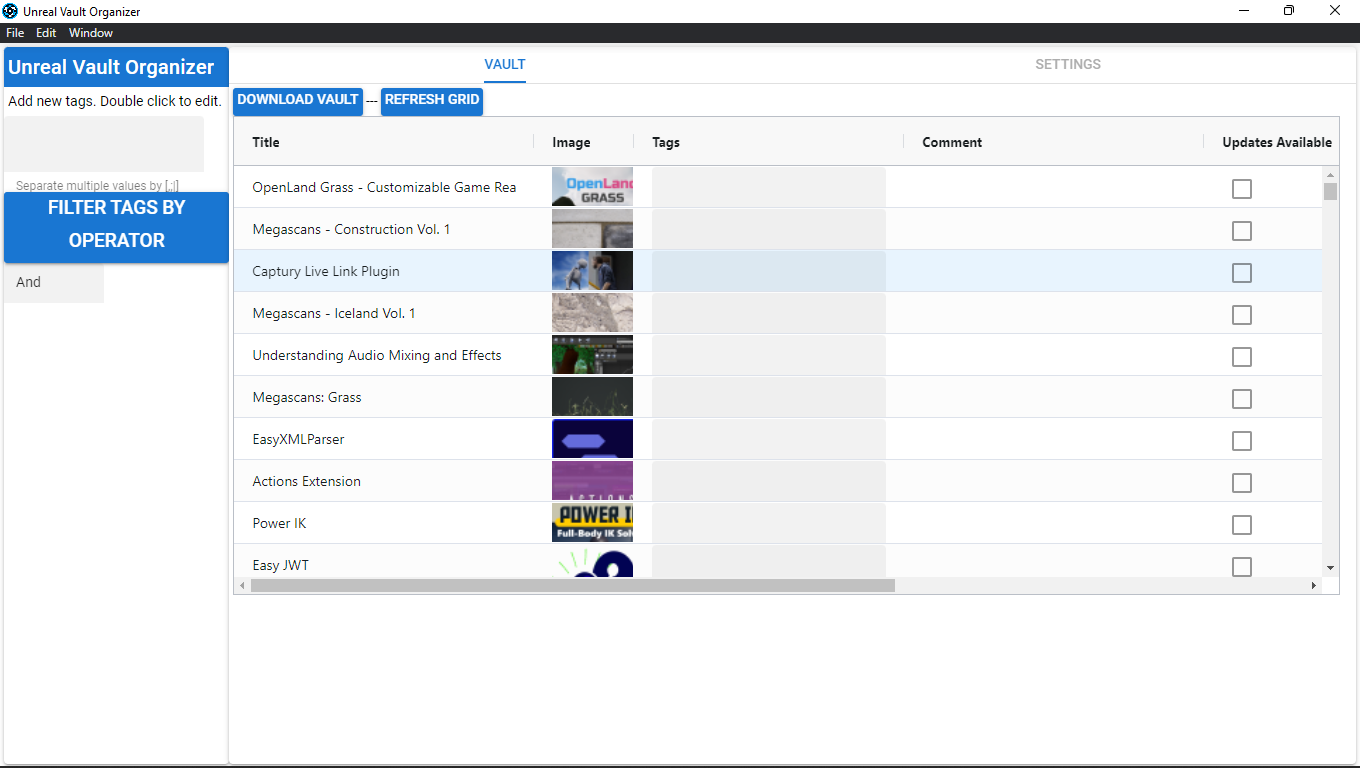 Unreal Vault Organizer
File Edit Window
Unreal Vault Organizer
Add new tags. Double click to edit.
Separate multiple values by [,;|]
FILTER TAGS BY
OPERATOR
And
VAULT SETTINGS
DOWNLOAD VAULT --- REFRESH GRID
Title Image Tags Comment Updates Available
OpenLand Grass - Customizable Game Rea
OpenLand
GRASS
Megascans - Construction Vol. 1
Captury Live Link Plugin
Megascans - Iceland Vol. 1
Understanding Audio Mixing and Effects
Megascans: Grass
EasyXMLParser
Actions Extension
ACTIONS
Power IK
POWER I
Full-Body IK Sol
Easy JWT